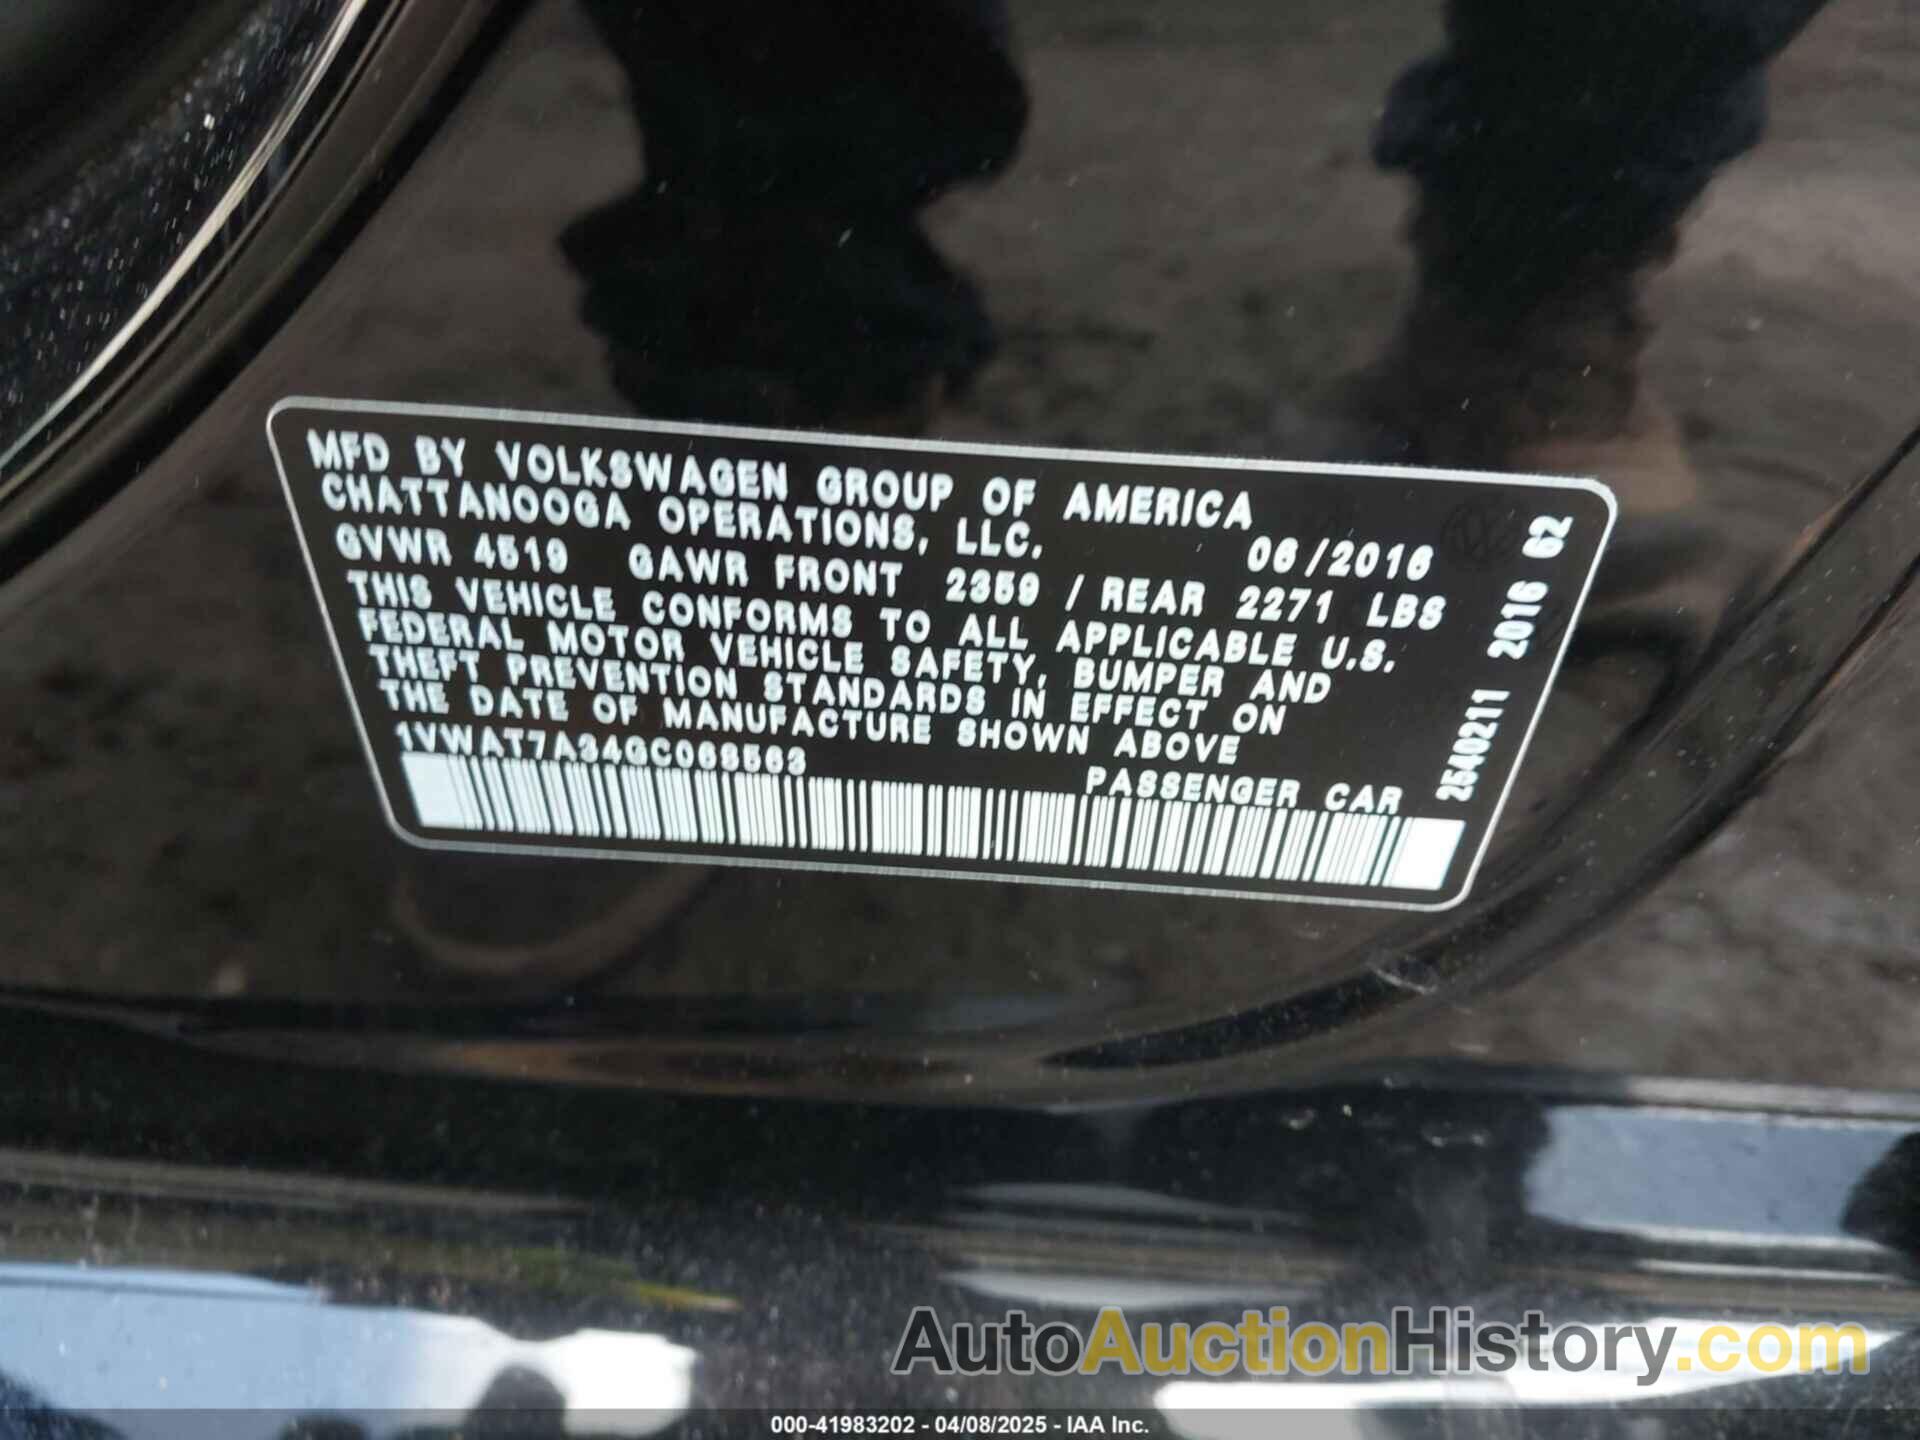 MFD BY VOLKSWAGEN GROUP OF AMERICA
CHATTANOOGA OPERATIONS, LLC. 06/2016
GVWR 4519 GAWR FRONT 2359 / REAR 2271 LBS
THIS VEHICLE CONFORMS TO ALL APPLICABLE U.S.
FEDERAL MOTOR VEHICLE SAFETY, BUMPER AND
THEFT PREVENTION STANDARDS IN EFFECT ON
THE DATE OF MANUFACTURE SHOWN ABOVE
1VWAT7A34GC068563
PASSENGER CAR
2540211 2016 62
AutoAuctionHistory.com
000-41983202 - 04/08/2025 - IAA Inc.